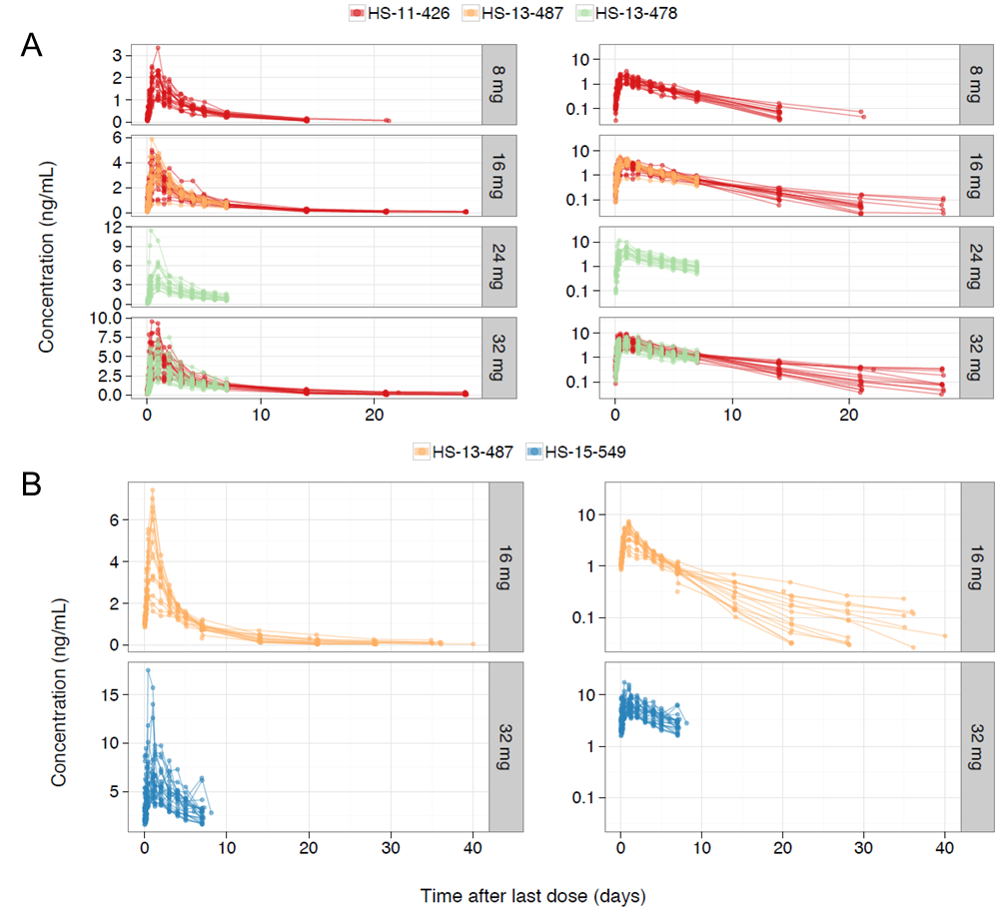 HS-11-426 HS-13-487 HS-13-478
A
Concentration (ng/mL)
3
2
1
0
8 mg
10
1
0.1
8 mg
6
4
2
0
16 mg
10
1
0.1
16 mg
12
9
6
3
0
24 mg
10
1
0.1
24 mg
10.0
7.5
5.0
2.5
0.0
32 mg
10
1
0.1
32 mg
0 10 20
0 10 20
HS-13-487 HS-15-549
B
Concentration (ng/mL)
6
4
2
0
16 mg
10
1
0.1
16 mg
15
10
5
32 mg
10
1
0.1
32 mg
0 10 20 30 40
0 10 20 30 40
Time after last dose (days)